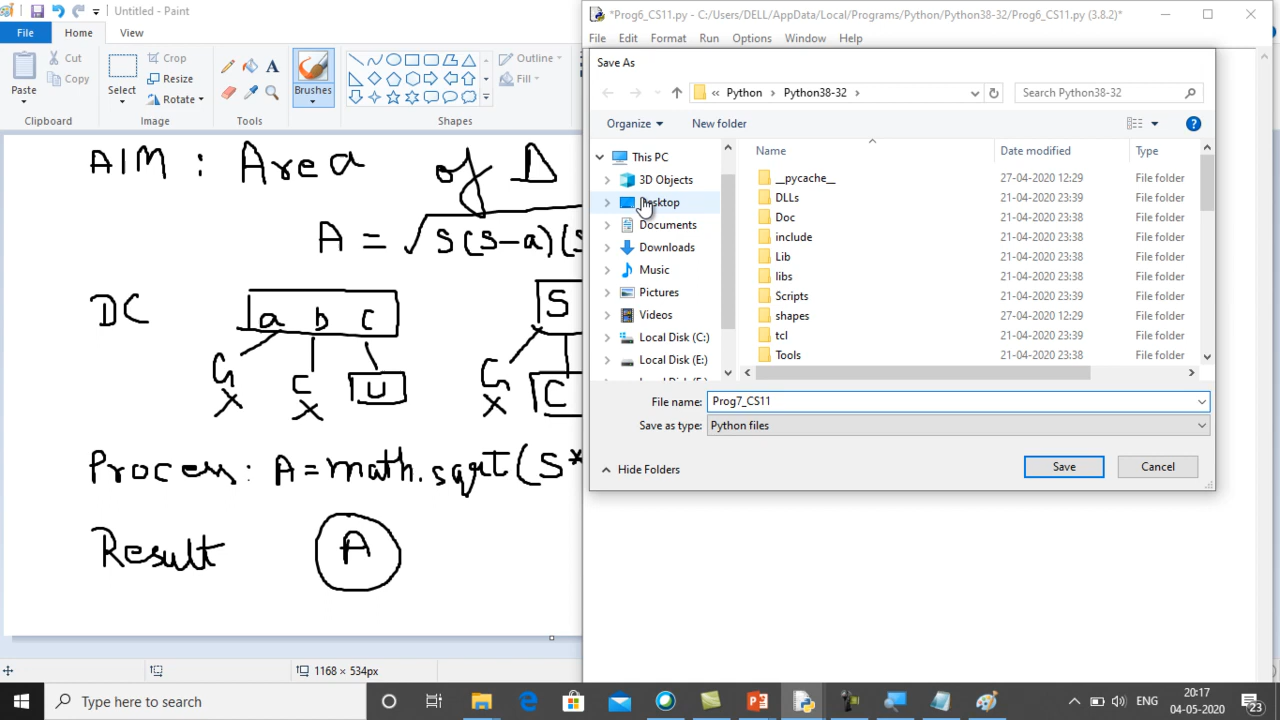 Untitled - Paint
File Home View
Paste
Cut
Copy
Clipboard
Select
Crop
Resize
Rotate
Image
Tools
Brushes
Shapes
Outline
Fill
AIM : Area of Δ
A = √S(S-a)(S
DC a b c S
G C U G C
X X X
Process: A=math.sqrt(S*
Result A
1168 × 534px
*Prog6_CS11.py - C:/Users/DELL/AppData/Local/Programs/Python/Python38-32/Prog6_CS11.py (3.8.2)*
File Edit Format Run Options Window Help
Save As
« Python › Python38-32 ›
Search Python38-32
Organize New folder
This PC
3D Objects
Desktop
Documents
Downloads
Music
Pictures
Videos
Local Disk (C:)
Local Disk (E:)
Name Date modified Type
__pycache__ 27-04-2020 12:29 File folder
DLLs 21-04-2020 23:39 File folder
Doc 21-04-2020 23:38 File folder
include 21-04-2020 23:38 File folder
Lib 21-04-2020 23:38 File folder
libs 21-04-2020 23:38 File folder
Scripts 21-04-2020 23:39 File folder
shapes 27-04-2020 12:29 File folder
tcl 21-04-2020 23:38 File folder
Tools 21-04-2020 23:38 File folder
File name: Prog7_CS11
Save as type: Python files
Hide Folders
Save Cancel
Type here to search
ENG
20:17
04-05-2020
23